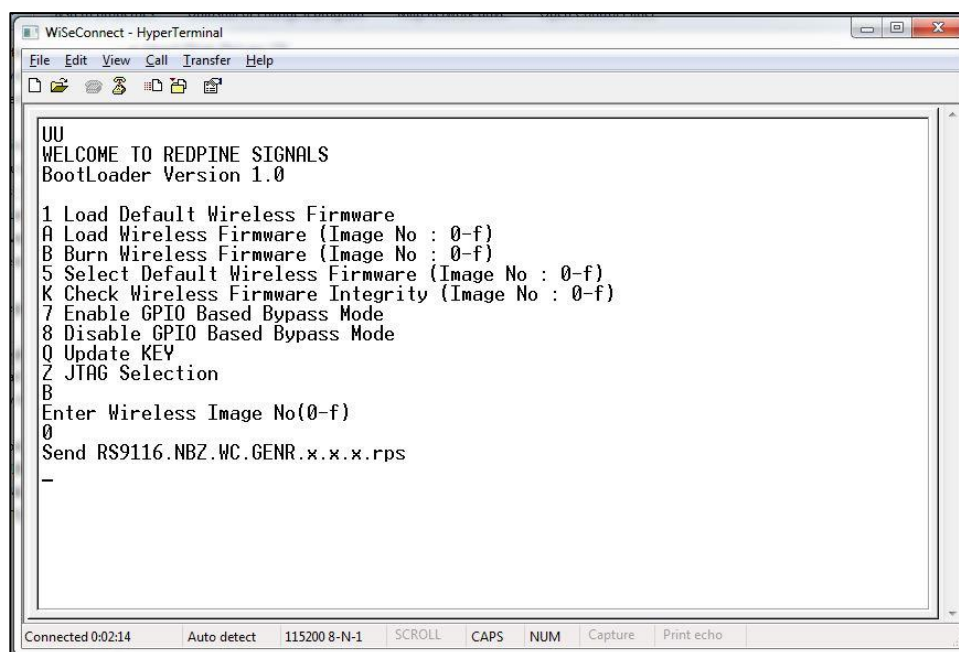 WiSeConnect - HyperTerminal
File Edit View Call Transfer Help
UU
WELCOME TO REDPINE SIGNALS
BootLoader Version 1.0
1 Load Default Wireless Firmware
A Load Wireless Firmware (Image No : 0-f)
B Burn Wireless Firmware (Image No : 0-f)
5 Select Default Wireless Firmware (Image No : 0-f)
K Check Wireless Firmware Integrity (Image No : 0-f)
7 Enable GPIO Based Bypass Mode
8 Disable GPIO Based Bypass Mode
Q Update KEY
Z JTAG Selection
B
Enter Wireless Image No(0-f)
0
Send RS9116.NBZ.WC.GENR.x.x.x.rps
Connected 0:02:14 Auto detect 115200 8-N-1 SCROLL CAPS NUM Capture Print echo